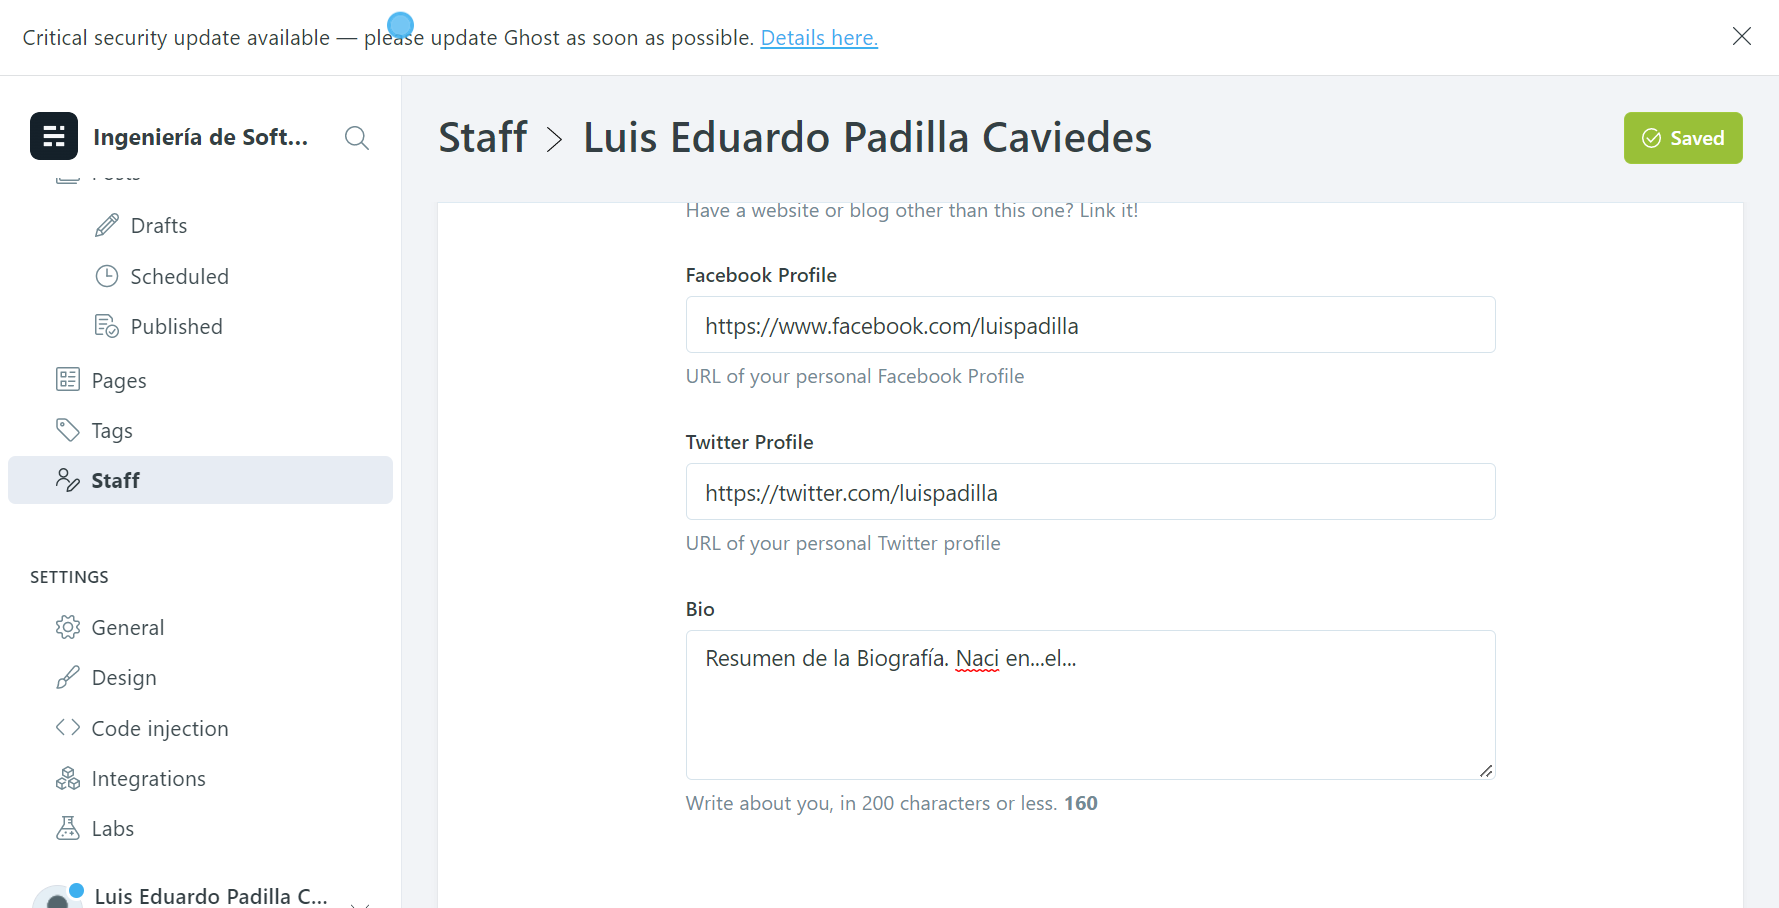 Critical security update available — please update Ghost as soon as possible. Details here.
Ingeniería de Soft...
Posts
Drafts
Scheduled
Published
Pages
Tags
Staff
SETTINGS
General
Design
Code injection
Integrations
Labs
Luis Eduardo Padilla C...
Staff > Luis Eduardo Padilla Caviedes
Saved
Have a website or blog other than this one? Link it!
Facebook Profile
https://www.facebook.com/luispadilla
URL of your personal Facebook Profile
Twitter Profile
https://twitter.com/luispadilla
URL of your personal Twitter profile
Bio
Resumen de la Biografía. Naci en...el...
Write about you, in 200 characters or less. 160